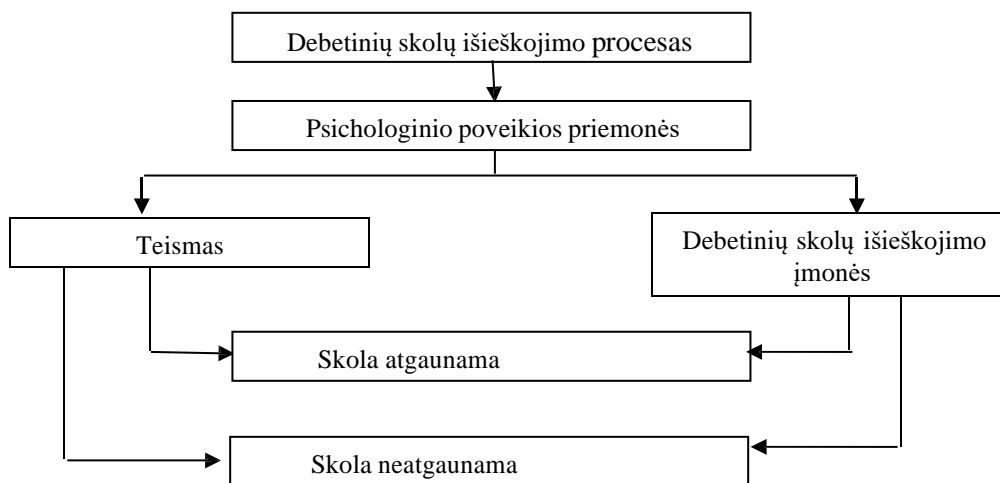 Debetinių skolų išieškojimo procesas
Psichologinio poveikios priemonės
Teismas
Debetinių skolų išieškojimo
įmonės
Skola atgaunama
Skola neatgaunama